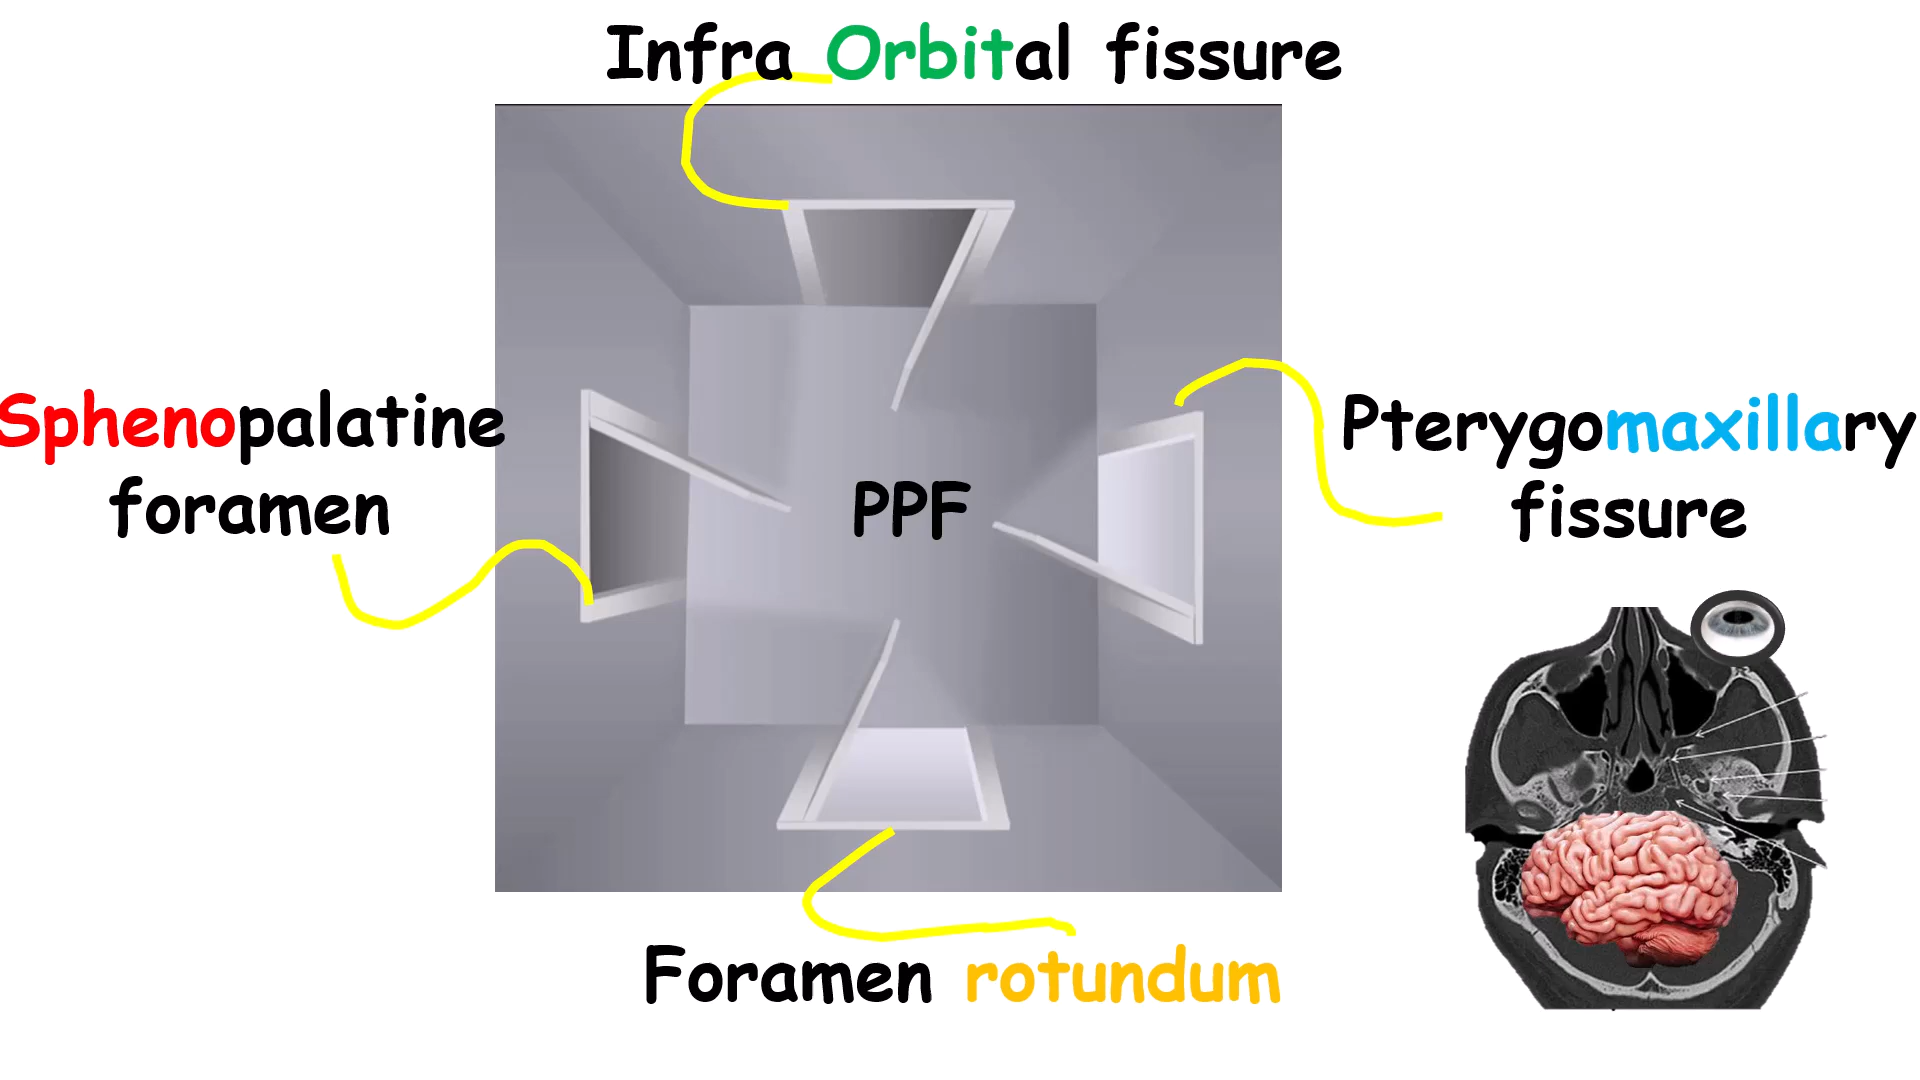 Infra Orbital fissure
Sphenopalatine
foramen
PPF
Pterygomaxillary
fissure
Foramen rotundum